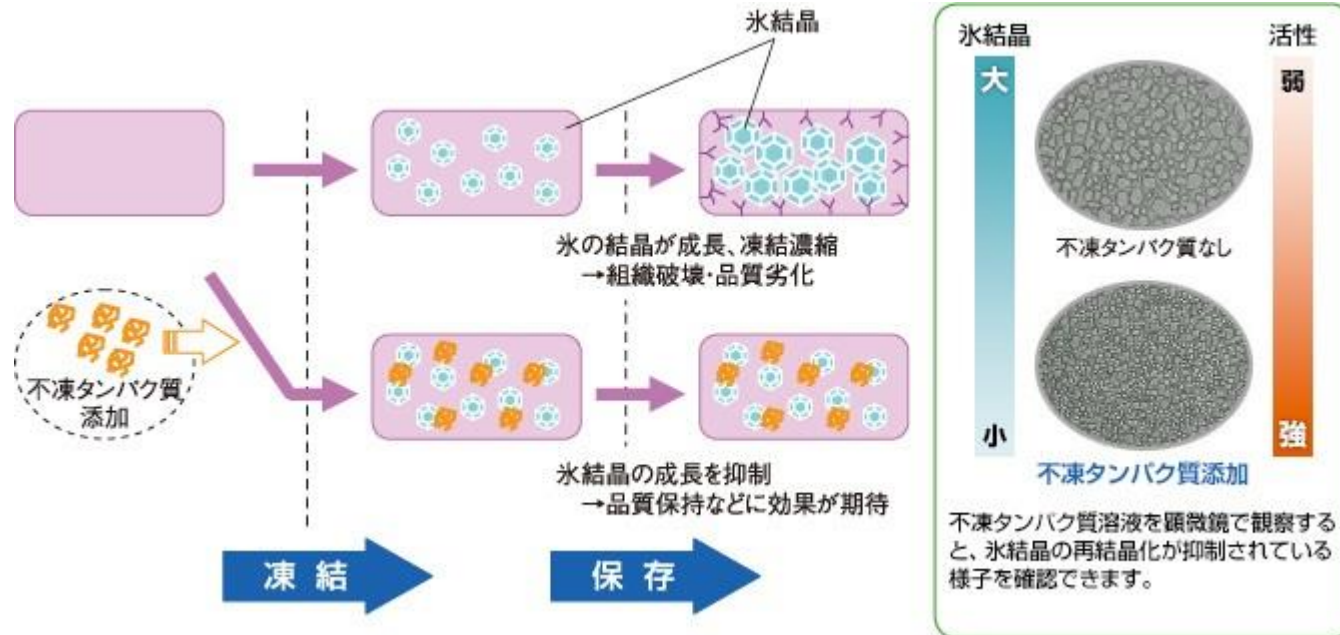 氷結晶
氷の結晶が成長、凍結濃縮
→組織破壊・品質劣化
不凍タンパク質
添加
氷結晶の成長を抑制
→品質保持などに効果が期待
凍結
保存
氷結晶
活性
大
弱
不凍タンパク質なし
小
強
不凍タンパク質添加
不凍タンパク質溶液を顕微鏡で観察する
と、氷結晶の再結晶化が抑制されている
様子を確認できます。